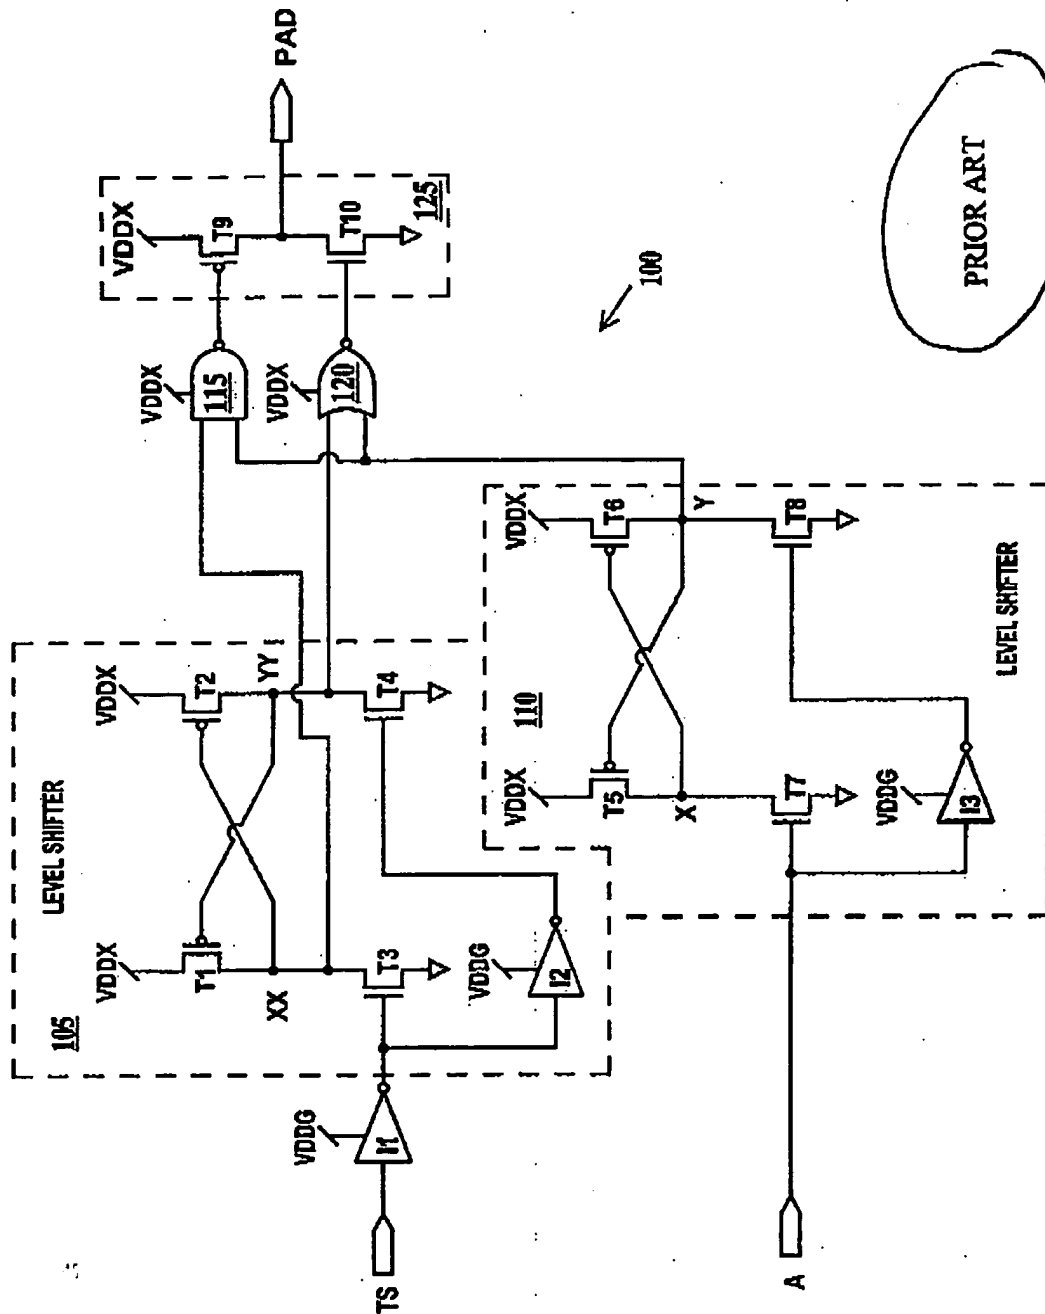 LEVEL SHIFTER
105
VDDX
VDDX
T1
T2
XX
YY
T3
T4
VDDG
I2
VDDG
I1
TS
VDDX
115
VDDX
120
VDDX
T9
T10
125
PAD
100
110
VDDX
VDDX
T5
T6
X
Y
T7
T8
VDDG
I3
LEVEL SHIFTER
A
PRIOR ART